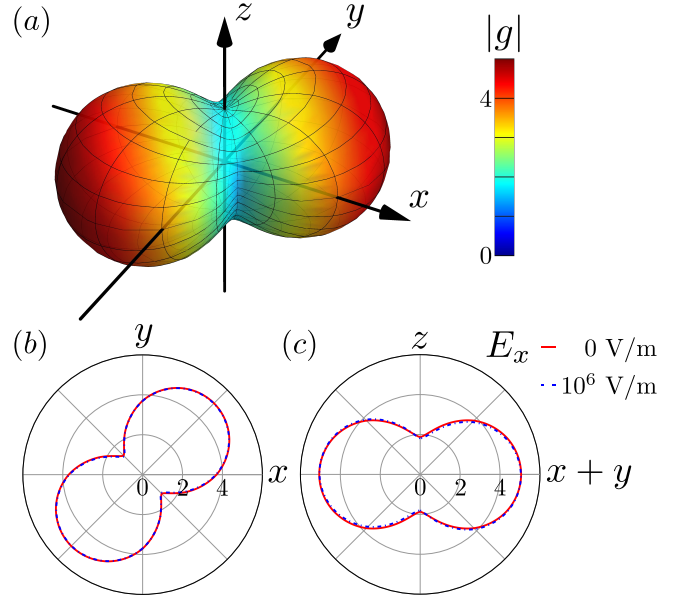 (a)
z
y
|g|
4
x
0
(b)
y
x
0 2 4
(c)
z
x + y
0 2 4
E_x
0 V/m
10^6 V/m